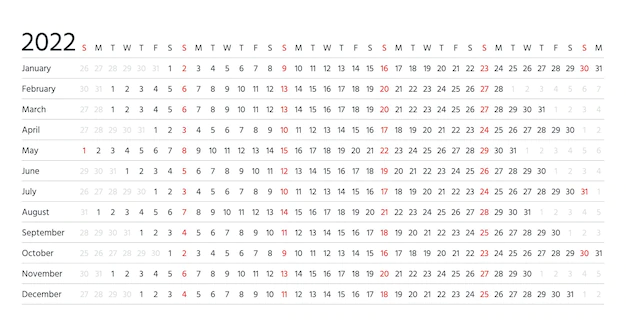 2022 S M T W T F S S M T W T F S S M T W T F S S M T W T F S S M T W T F S S M
January 26 27 28 29 30 31 1 2 3 4 5 6 7 8 9 10 11 12 13 14 15 16 17 18 19 20 21 22 23 24 25 26 27 28 29 30 31
February 30 31 1 2 3 4 5 6 7 8 9 10 11 12 13 14 15 16 17 18 19 20 21 22 23 24 25 26 27 28 1 2 3 4 5 6 7
March 27 28 1 2 3 4 5 6 7 8 9 10 11 12 13 14 15 16 17 18 19 20 21 22 23 24 25 26 27 28 29 30 31 1 2 3 4
April 27 28 29 30 31 1 2 3 4 5 6 7 8 9 10 11 12 13 14 15 16 17 18 19 20 21 22 23 24 25 26 27 28 29 30 1 2
May 1 2 3 4 5 6 7 8 9 10 11 12 13 14 15 16 17 18 19 20 21 22 23 24 25 26 27 28 29 30 31 1 2 3 4 5 6
June 29 30 31 1 2 3 4 5 6 7 8 9 10 11 12 13 14 15 16 17 18 19 20 21 22 23 24 25 26 27 28 29 30 1 2 3 4
July 26 27 28 29 30 1 2 3 4 5 6 7 8 9 10 11 12 13 14 15 16 17 18 19 20 21 22 23 24 25 26 27 28 29 30 31 1
August 31 1 2 3 4 5 6 7 8 9 10 11 12 13 14 15 16 17 18 19 20 21 22 23 24 25 26 27 28 29 30 31 1 2 3 4 5
September 28 29 30 31 1 2 3 4 5 6 7 8 9 10 11 12 13 14 15 16 17 18 19 20 21 22 23 24 25 26 27 28 29 30 1 2 3
October 25 26 27 28 29 30 1 2 3 4 5 6 7 8 9 10 11 12 13 14 15 16 17 18 19 20 21 22 23 24 25 26 27 28 29 30 31
November 30 31 1 2 3 4 5 6 7 8 9 10 11 12 13 14 15 16 17 18 19 20 21 22 23 24 25 26 27 28 29 30 1 2 3 4 5
December 27 28 29 30 1 2 3 4 5 6 7 8 9 10 11 12 13 14 15 16 17 18 19 20 21 22 23 24 25 26 27 28 29 30 31 1 2